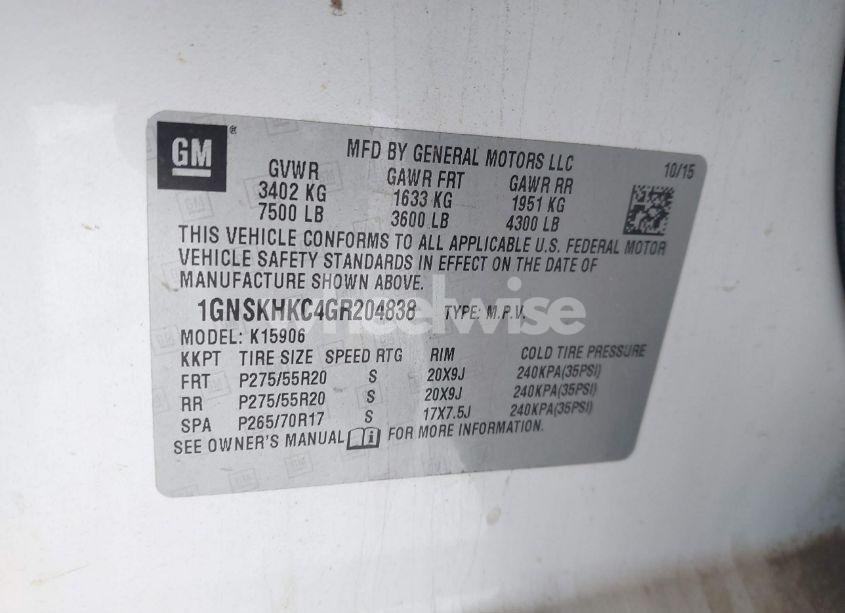 GM®
MFD BY GENERAL MOTORS LLC 10/15
GVWR GAWR FRT GAWR RR
3402 KG 1633 KG 1951 KG
7500 LB 3600 LB 4300 LB
THIS VEHICLE CONFORMS TO ALL APPLICABLE U.S. FEDERAL MOTOR
VEHICLE SAFETY STANDARDS IN EFFECT ON THE DATE OF
MANUFACTURE SHOWN ABOVE.
1GNSKHKC4GR204838 TYPE: M.P.V.
wheelwise
MODEL: K15906
KKPT TIRE SIZE SPEED RTG RIM COLD TIRE PRESSURE
FRT P275/55R20 S 20X9J 240KPA(35PSI)
RR P275/55R20 S 20X9J 240KPA(35PSI)
SPA P265/70R17 S 17X7.5J 240KPA(35PSI)
SEE OWNER'S MANUAL FOR MORE INFORMATION.